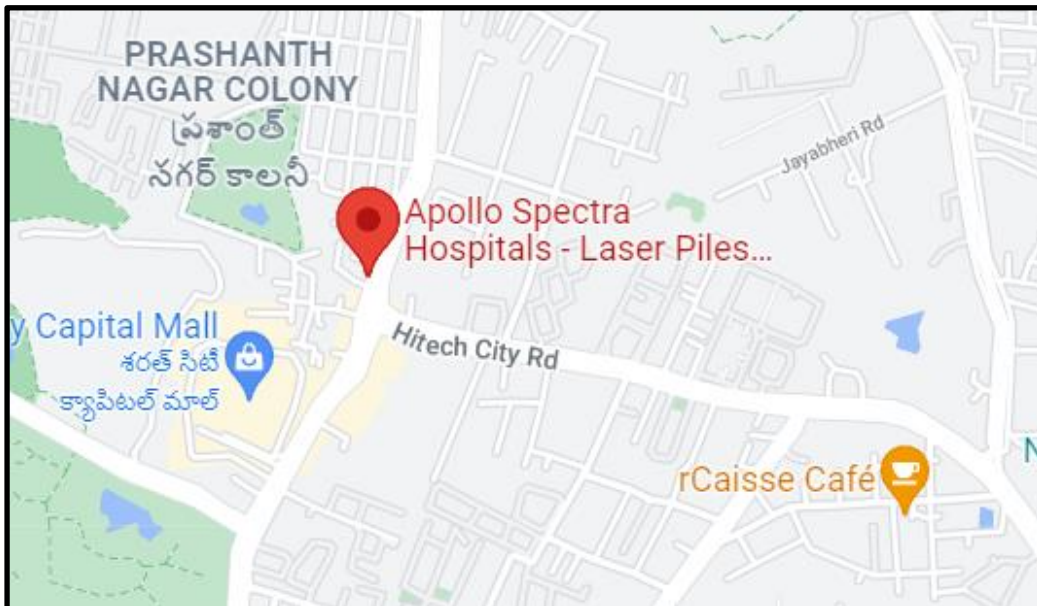 PRASHANTH
NAGAR COLONY
ప్రశాంత్
నగర్ కాలనీ
Jayabheri Rd
Apollo Spectra
Hospitals - Laser Piles...
y Capital Mall
శరత్ సిటీ
క్యాపిటల్ మాల్
Hitech City Rd
rCaisse Café
N